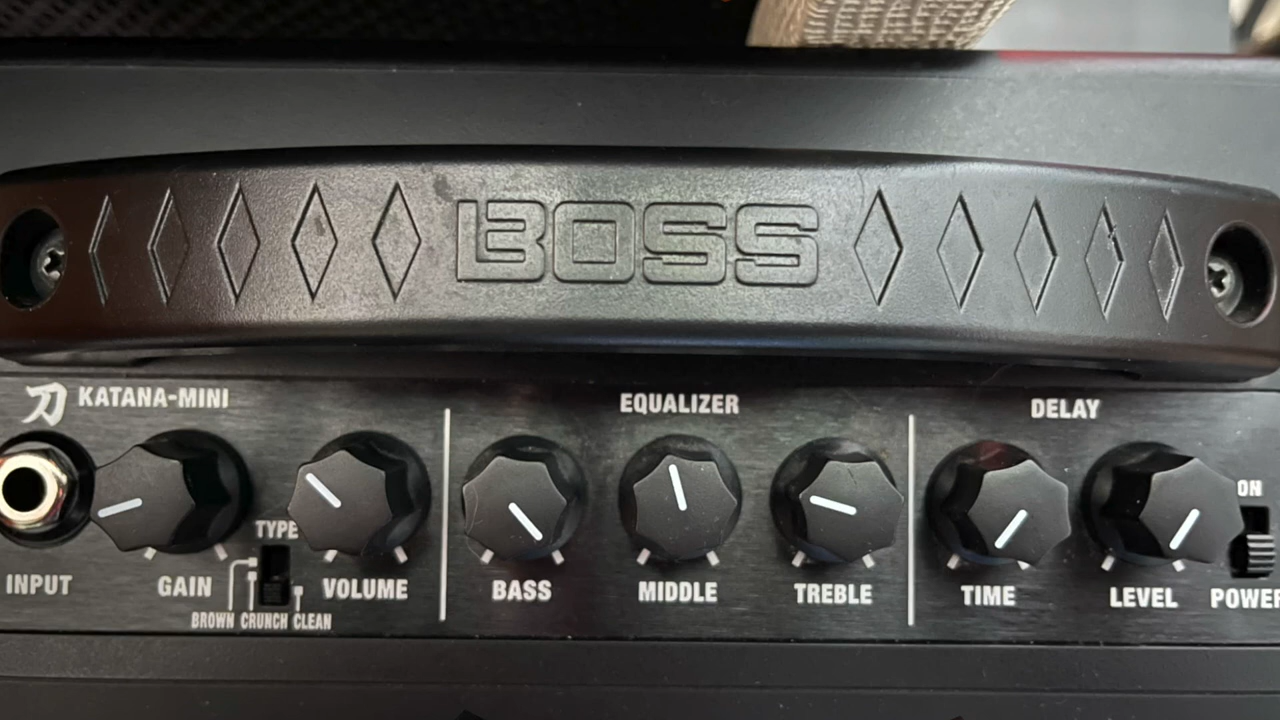 BOSS
刀 KATANA-MINI
EQUALIZER
DELAY
ON
TYPE
INPUT
GAIN
VOLUME
BASS
MIDDLE
TREBLE
TIME
LEVEL
POWER
BROWN CRUNCH CLEAN